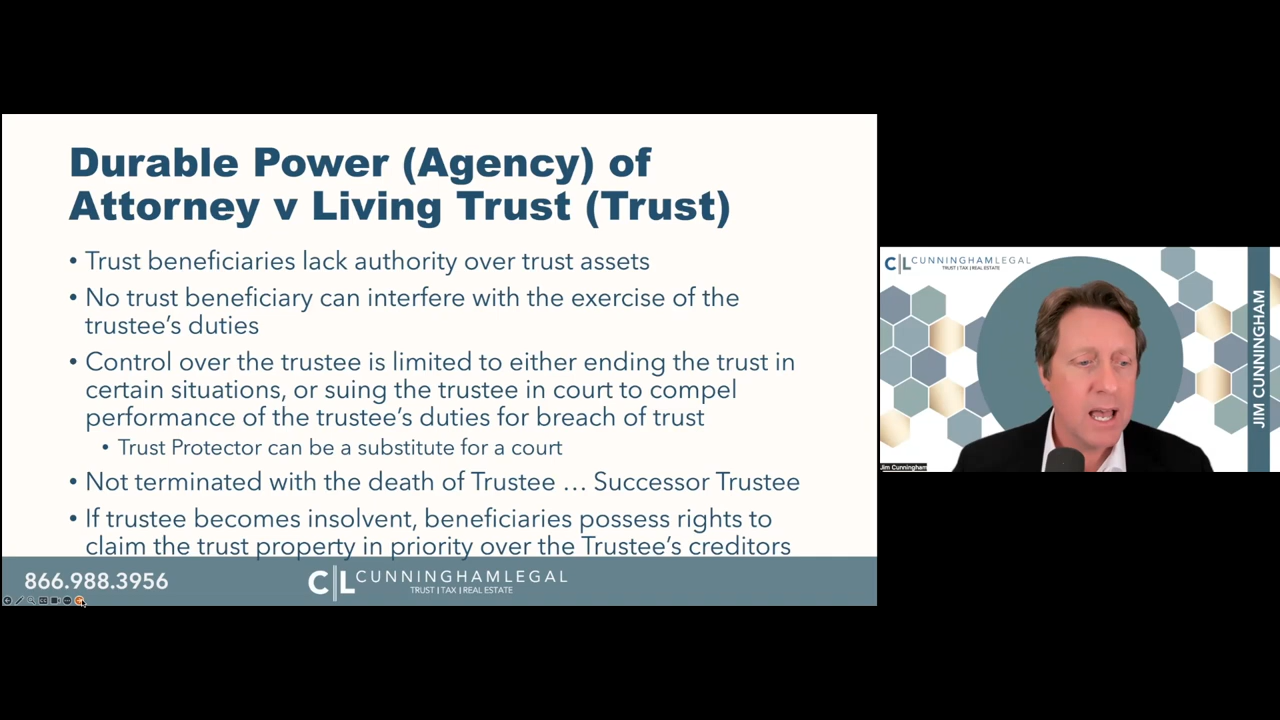 Durable Power (Agency) of
Attorney v Living Trust (Trust)
• Trust beneficiaries lack authority over trust assets
• No trust beneficiary can interfere with the exercise of the
trustee's duties
• Control over the trustee is limited to either ending the trust in
certain situations, or suing the trustee in court to compel
performance of the trustee's duties for breach of trust
• Trust Protector can be a substitute for a court
• Not terminated with the death of Trustee … Successor Trustee
• If trustee becomes insolvent, beneficiaries possess rights to
claim the trust property in priority over the Trustee's creditors
866.988.3956
CL CUNNINGHAMLEGAL
TRUST | TAX | REAL ESTATE
CL CUNNINGHAMLEGAL
TRUST | TAX | REAL ESTATE
JIM CUNNINGHAM
Jim Cunningham